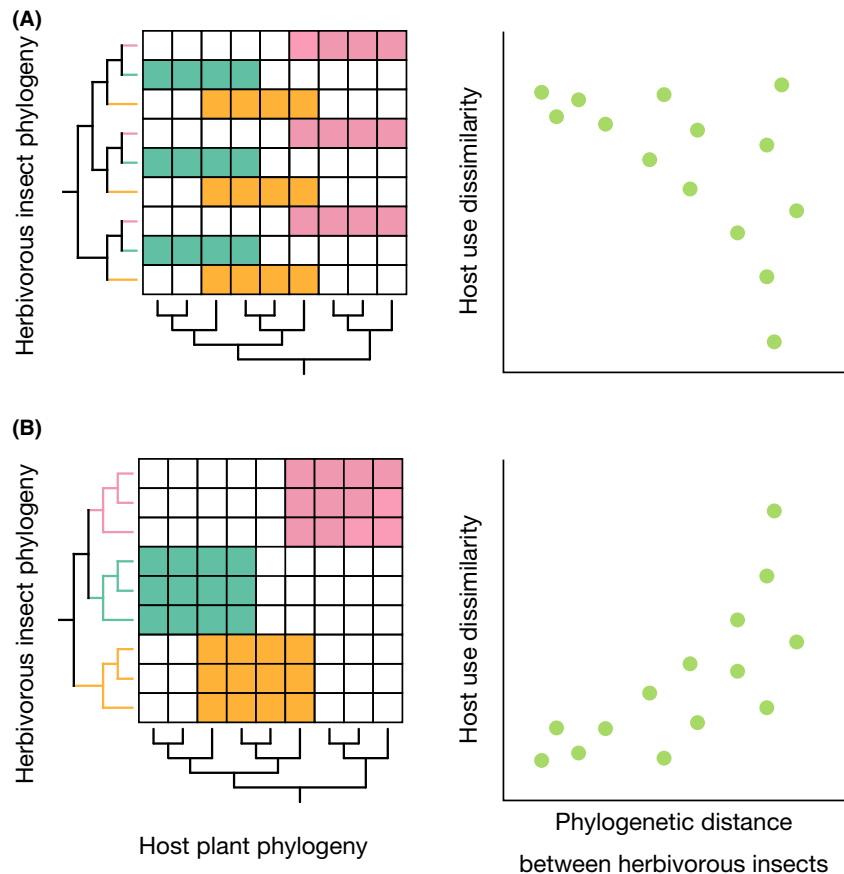 (A)
Herbivorous insect phylogeny
Host use dissimilarity
(B)
Herbivorous insect phylogeny
Host use dissimilarity
Host plant phylogeny
Phylogenetic distance
between herbivorous insects